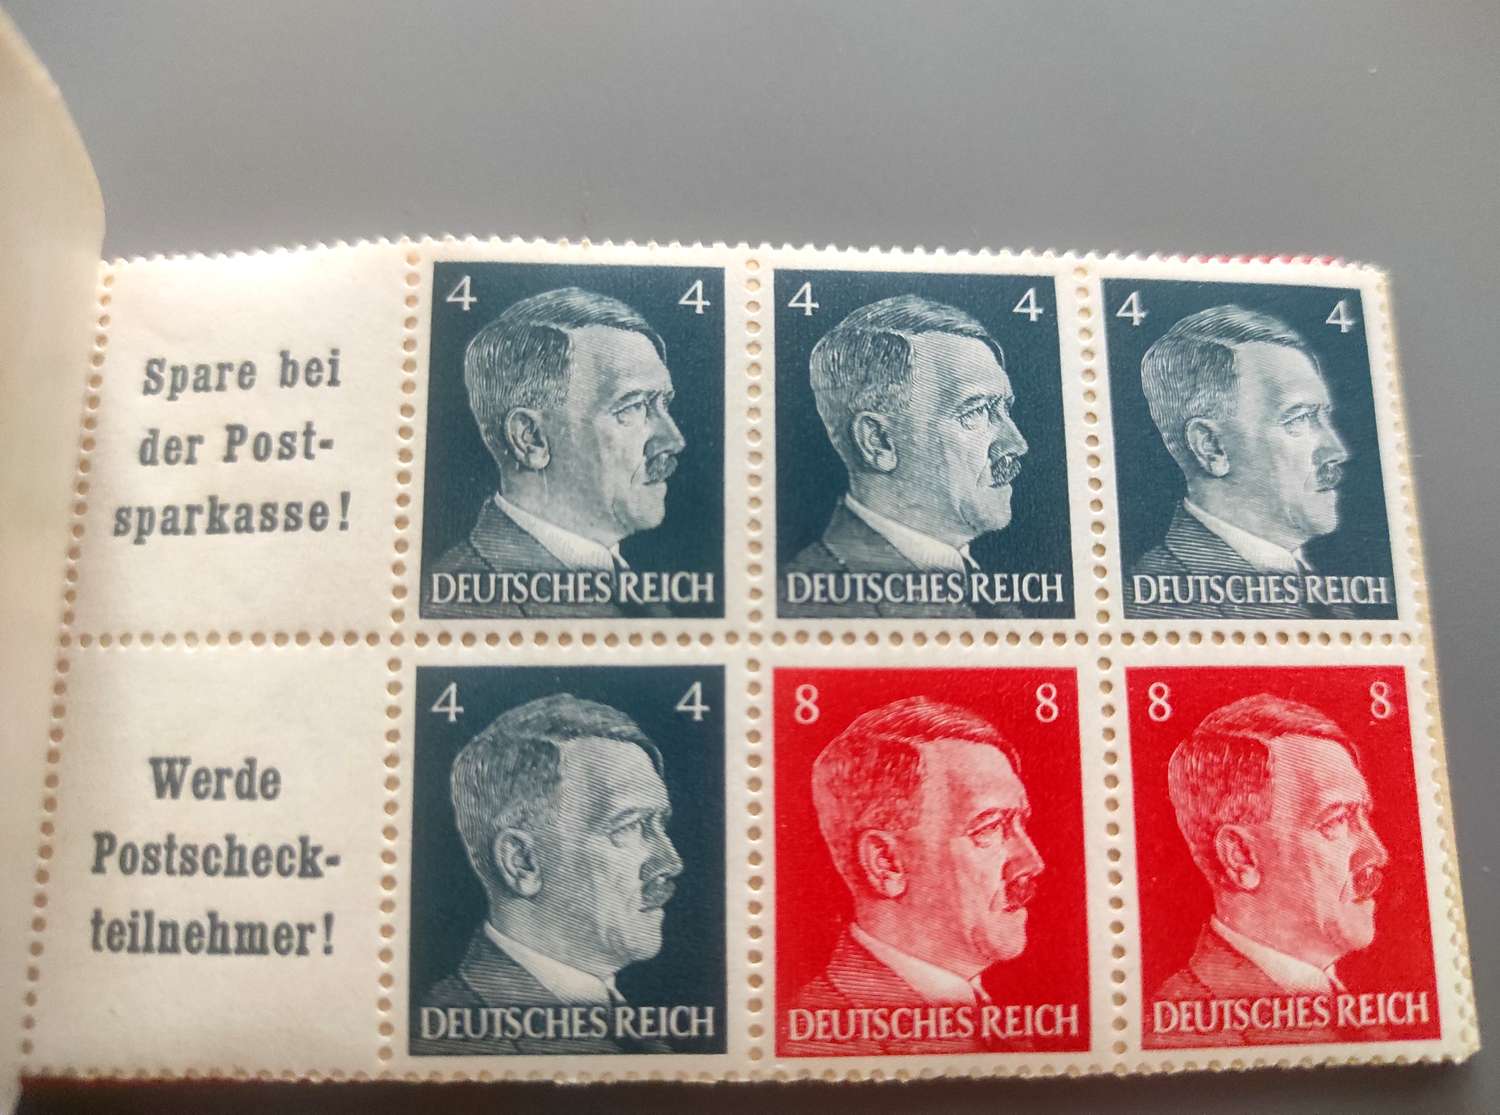 Spare bei
der Post-
sparkasse!
4 4
DEUTSCHES REICH
4 4
DEUTSCHES REICH
4 4
DEUTSCHES REICH
Werde
Postscheck-
teilnehmer!
4 4
DEUTSCHES REICH
8 8
DEUTSCHES REICH
8 8
DEUTSCHES REICH